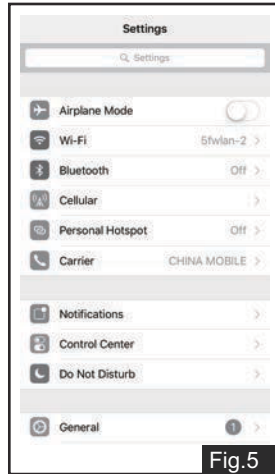 Settings
Settings
Airplane Mode
Wi-Fi 5fwlan-2
Bluetooth Off
Cellular
Personal Hotspot Off
Carrier CHINA MOBILE
Notifications
Control Center
Do Not Disturb
General 1
Fig.5